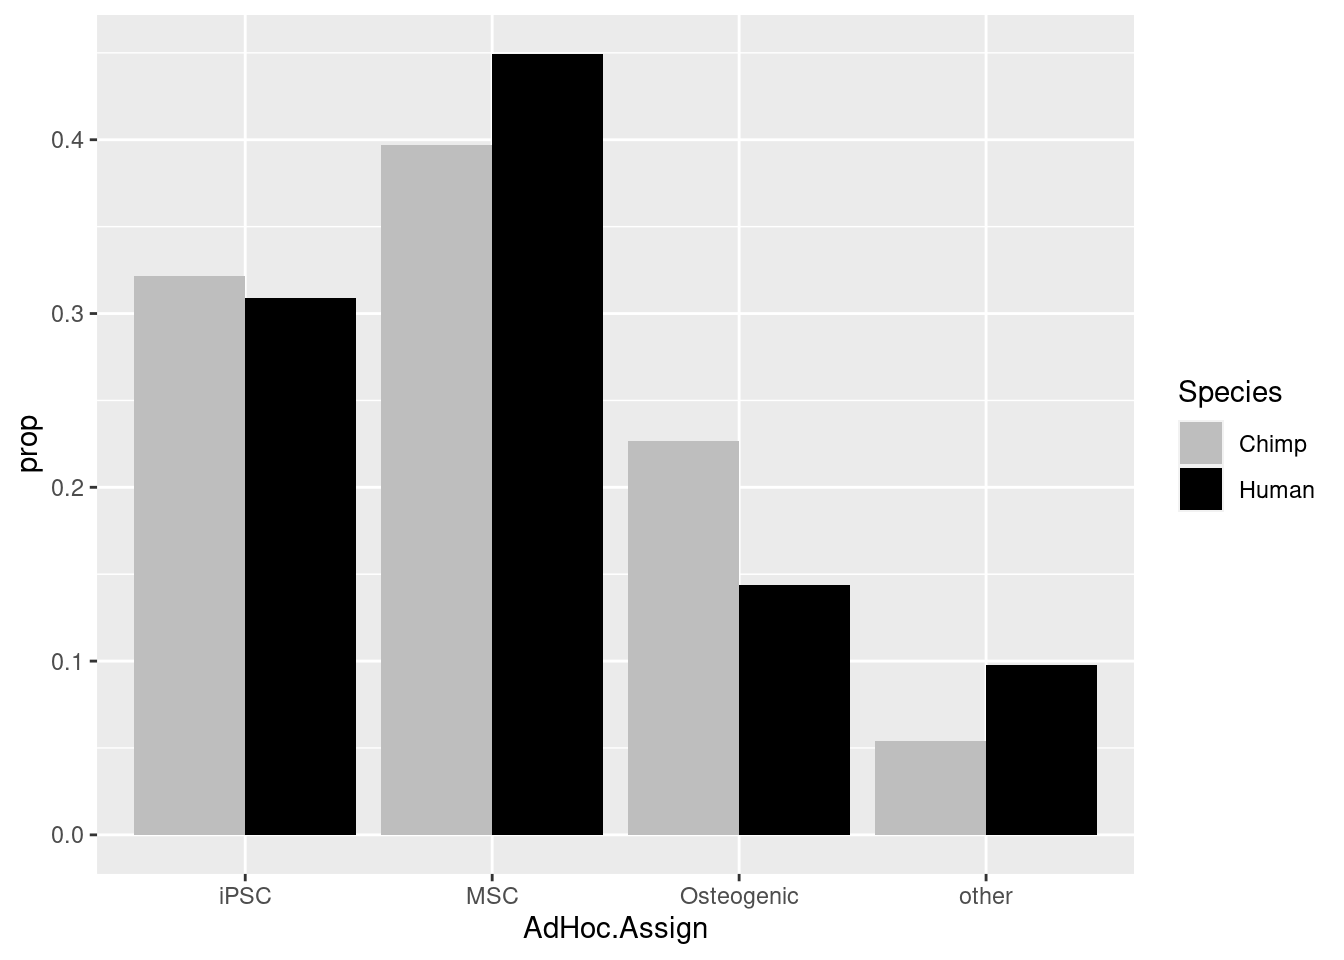 prop
0.4
0.3
0.2
0.1
0.0
iPSC MSC Osteogenic other
AdHoc.Assign
Species
Chimp
Human